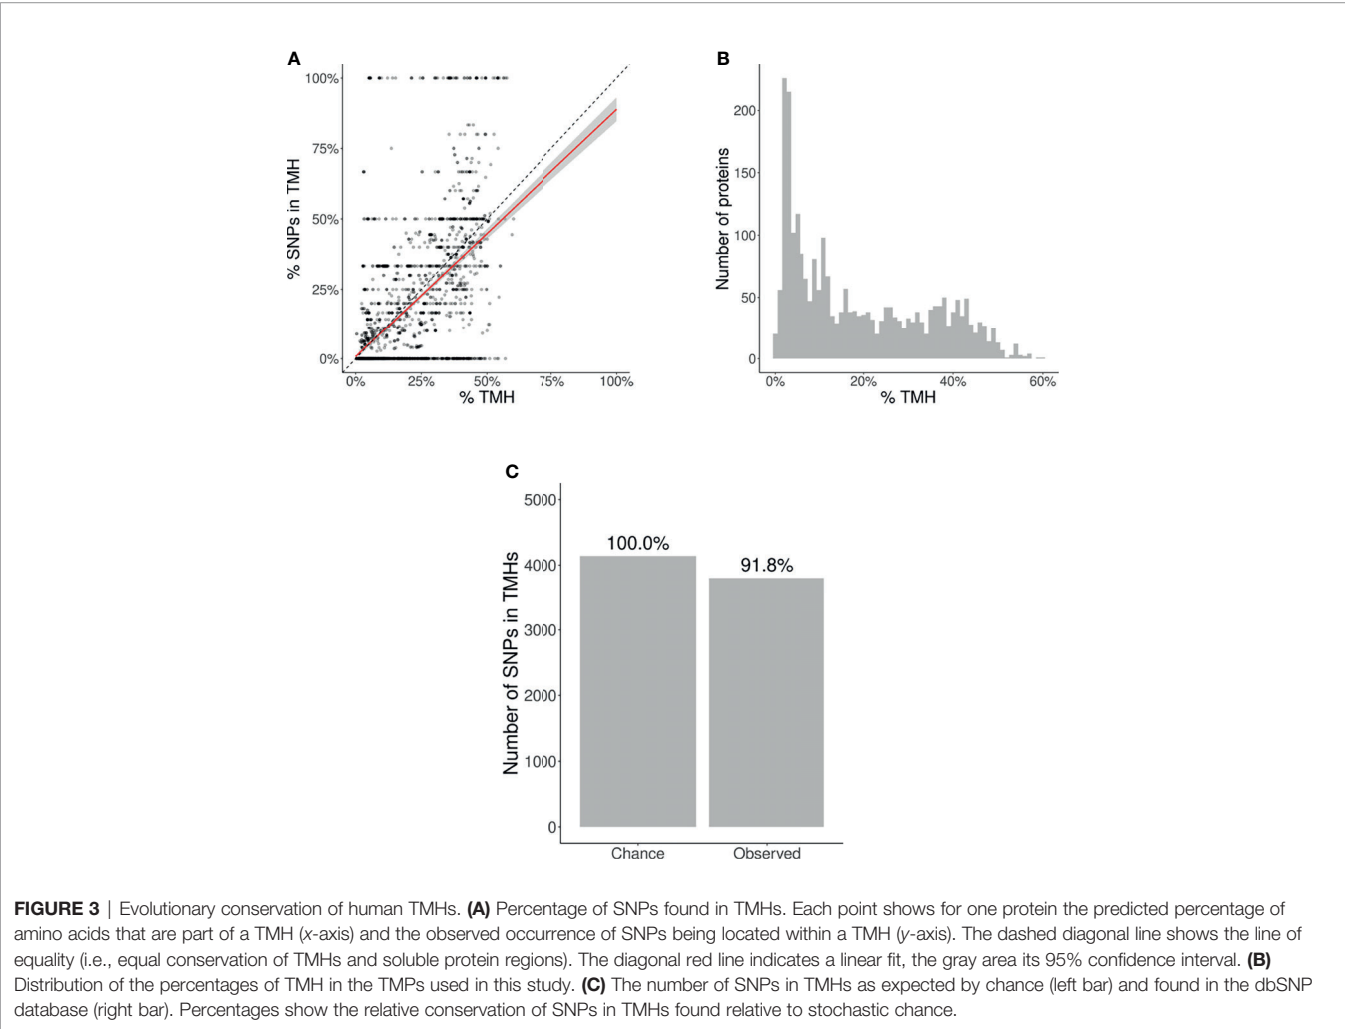 A
100%
75%
50%
25%
0%
% SNPs in TMH
0% 25% 50% 75% 100%
% TMH
B
200
150
100
50
0
Number of proteins
0% 20% 40% 60%
% TMH
C
5000
4000
3000
2000
1000
0
Number of SNPs in TMHs
100.0%
91.8%
Chance Observed
FIGURE 3 | Evolutionary conservation of human TMHs. (A) Percentage of SNPs found in TMHs. Each point shows for one protein the predicted percentage of
amino acids that are part of a TMH (x-axis) and the observed occurrence of SNPs being located within a TMH (y-axis). The dashed diagonal line shows the line of
equality (i.e., equal conservation of TMHs and soluble protein regions). The diagonal red line indicates a linear fit, the gray area its 95% confidence interval. (B)
Distribution of the percentages of TMH in the TMPs used in this study. (C) The number of SNPs in TMHs as expected by chance (left bar) and found in the dbSNP
database (right bar). Percentages show the relative conservation of SNPs in TMHs found relative to stochastic chance.